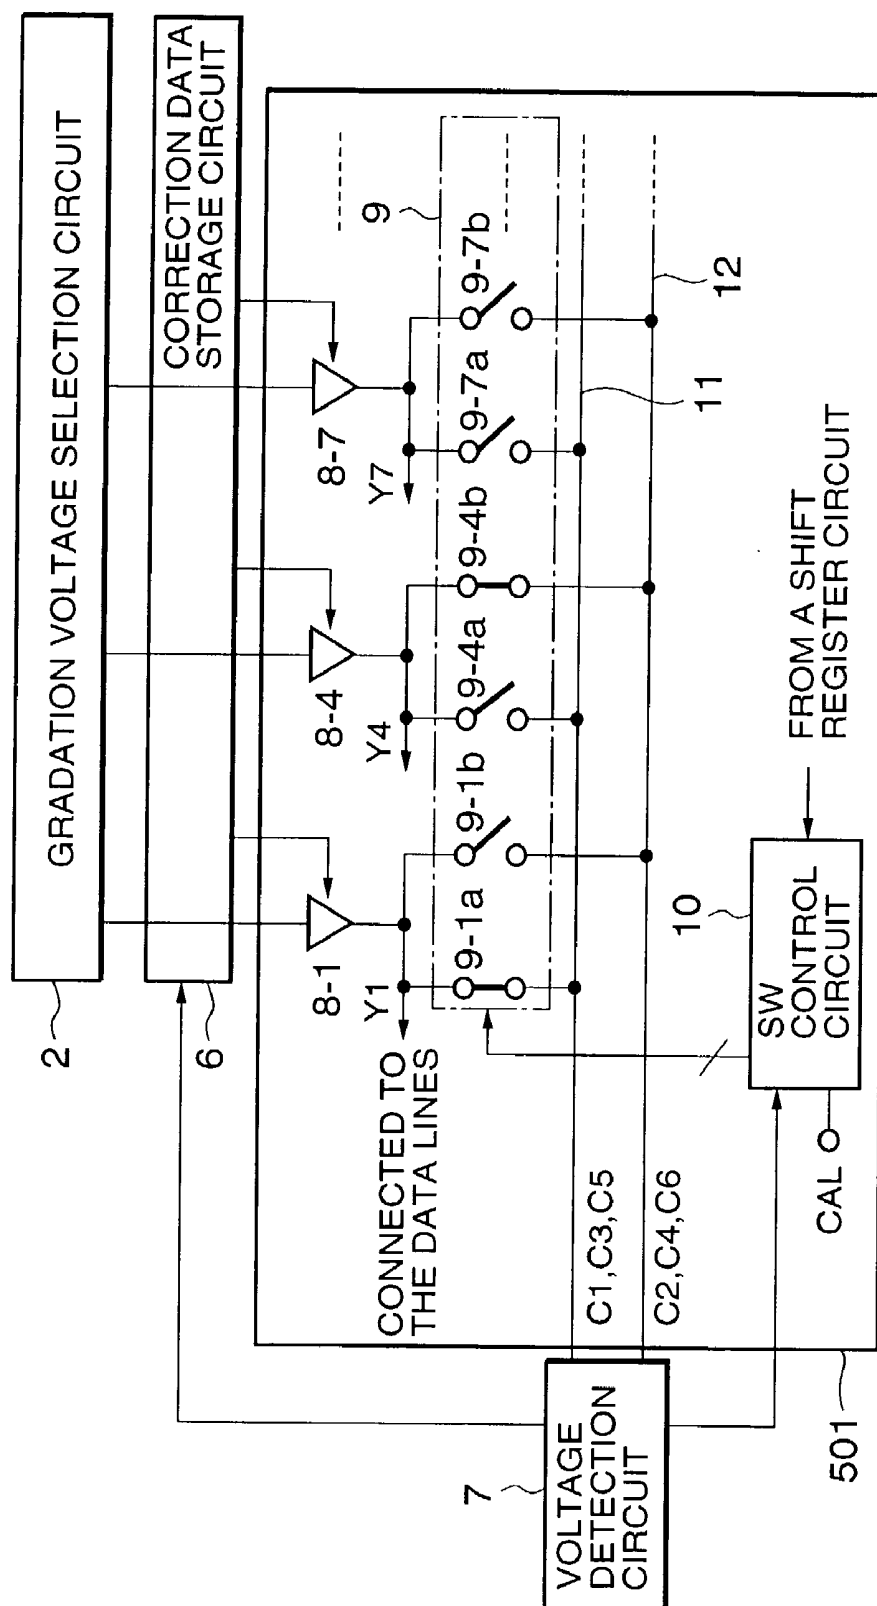 GRADATION VOLTAGE SELECTION CIRCUIT
2
CORRECTION DATA
STORAGE CIRCUIT
6
8-1
8-4
8-7
9
Y1
Y4
Y7
9-1a
9-1b
9-4a
9-4b
9-7a
9-7b
CONNECTED TO
THE DATA LINES
11
12
C1,C3,C5
C2,C4,C6
7
VOLTAGE
DETECTION
CIRCUIT
10
SW
CONTROL
CIRCUIT
CAL
FROM A SHIFT
REGISTER CIRCUIT
501